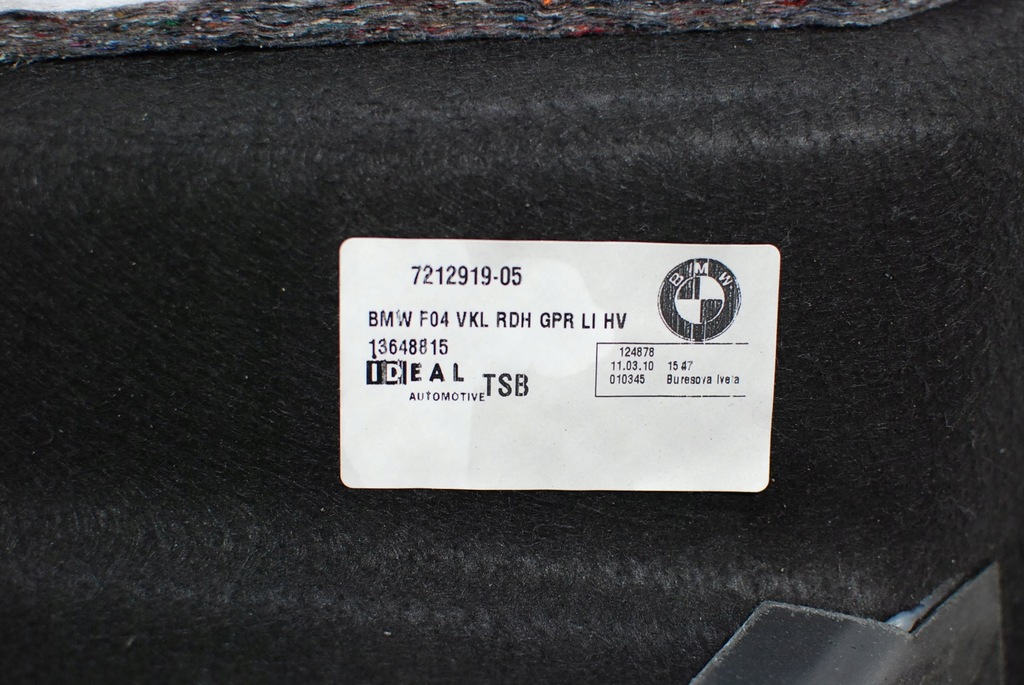 7212919-05
BMW
BMW F04 VKL RDH GPR LI HV
13648815
IDEAL
AUTOMOTIVE TSB
124878
11.03.10 15:47
010345 Buresova Iveta